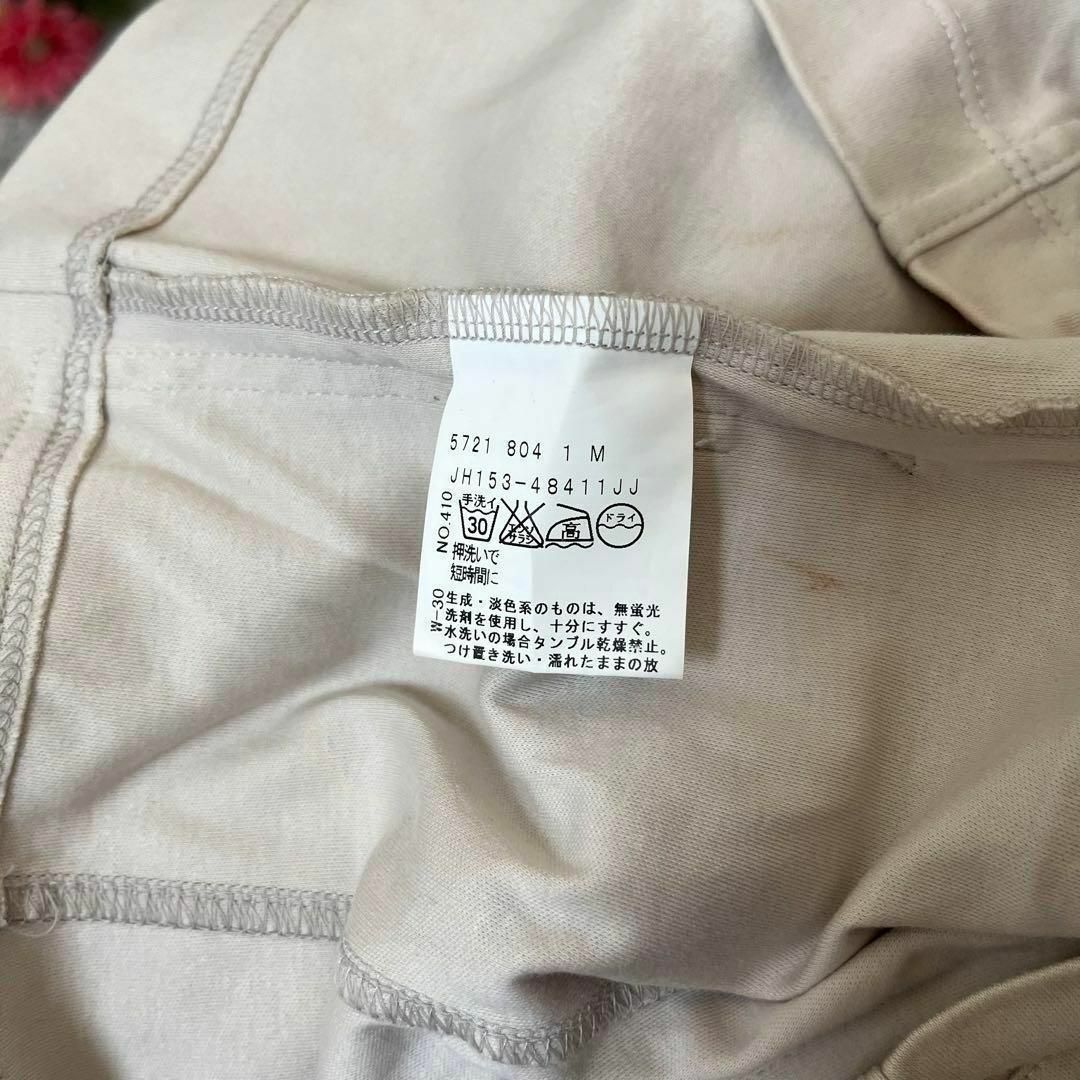 5721 804 1 M
JH153-48411JJ
NO.410
手洗イ
30
エンソ
サラシ
高
ドライ
押洗いで
短時間に
W-30
生成・淡色系のものは、無蛍光
洗剤を使用し、十分にすすぐ。
水洗いの場合タンブル乾燥禁止。
つけ置き洗い・濡れたままの放